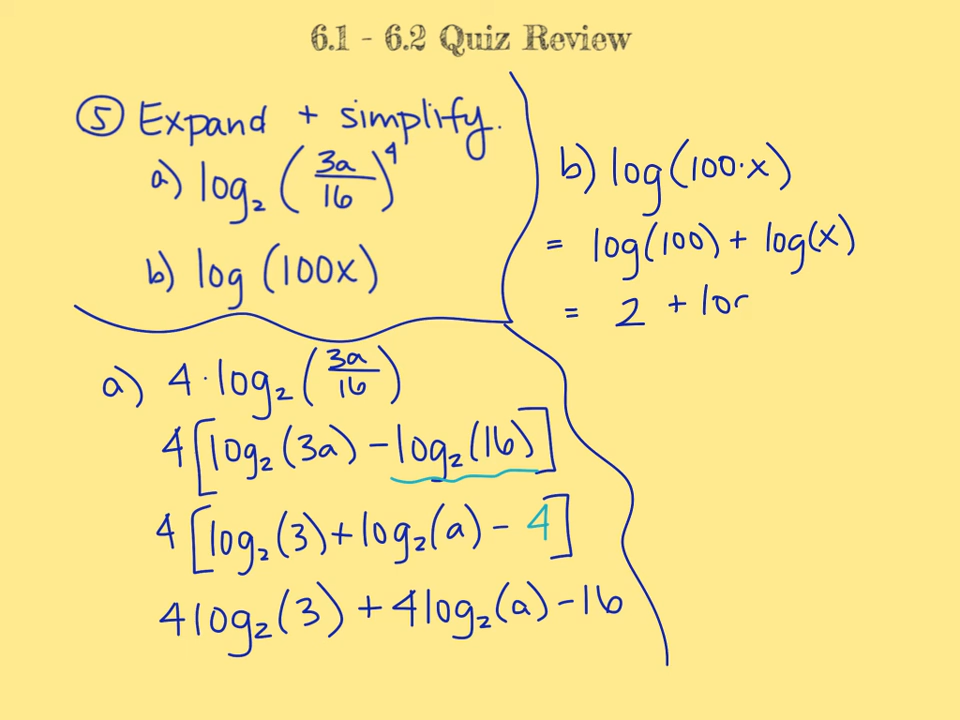 6.1 - 6.2 Quiz Review
⑤ Expand + simplify.
a) log₂ (3a/16)⁴
b) log (100x)
b) log(100·x)
= log(100) + log(x)
= 2 + lo
a) 4·log₂(3a/16)
4[log₂(3a) - log₂(16)]
4[log₂(3) + log₂(a) - 4]
4log₂(3) + 4log₂(a) - 16